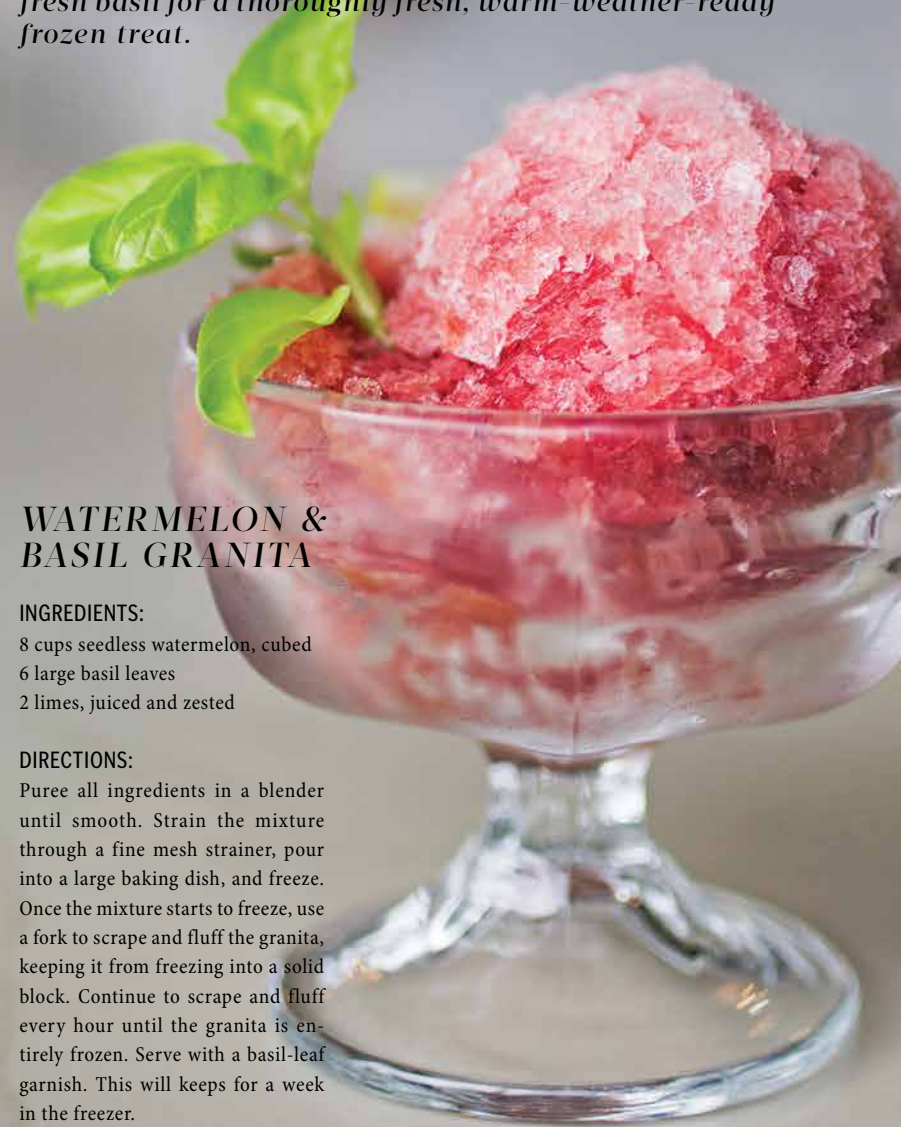 fresh basil for a thoroughly fresh, warm-weather-ready
frozen treat.
WATERMELON &
BASIL GRANITA
INGREDIENTS:
8 cups seedless watermelon, cubed
6 large basil leaves
2 limes, juiced and zested
DIRECTIONS:
Puree all ingredients in a blender
until smooth. Strain the mixture
through a fine mesh strainer, pour
into a large baking dish, and freeze.
Once the mixture starts to freeze, use
a fork to scrape and fluff the granita,
keeping it from freezing into a solid
block. Continue to scrape and fluff
every hour until the granita is en-
tirely frozen. Serve with a basil-leaf
garnish. This will keeps for a week
in the freezer.